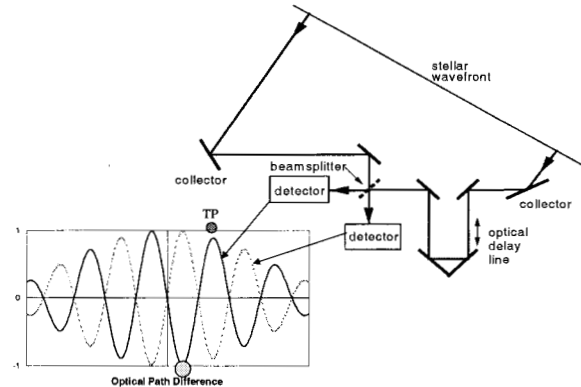 stellar
wavefront
collector
beamsplitter
detector
detector
collector
optical
delay
line
TP
1
0
-1
Optical Path Difference